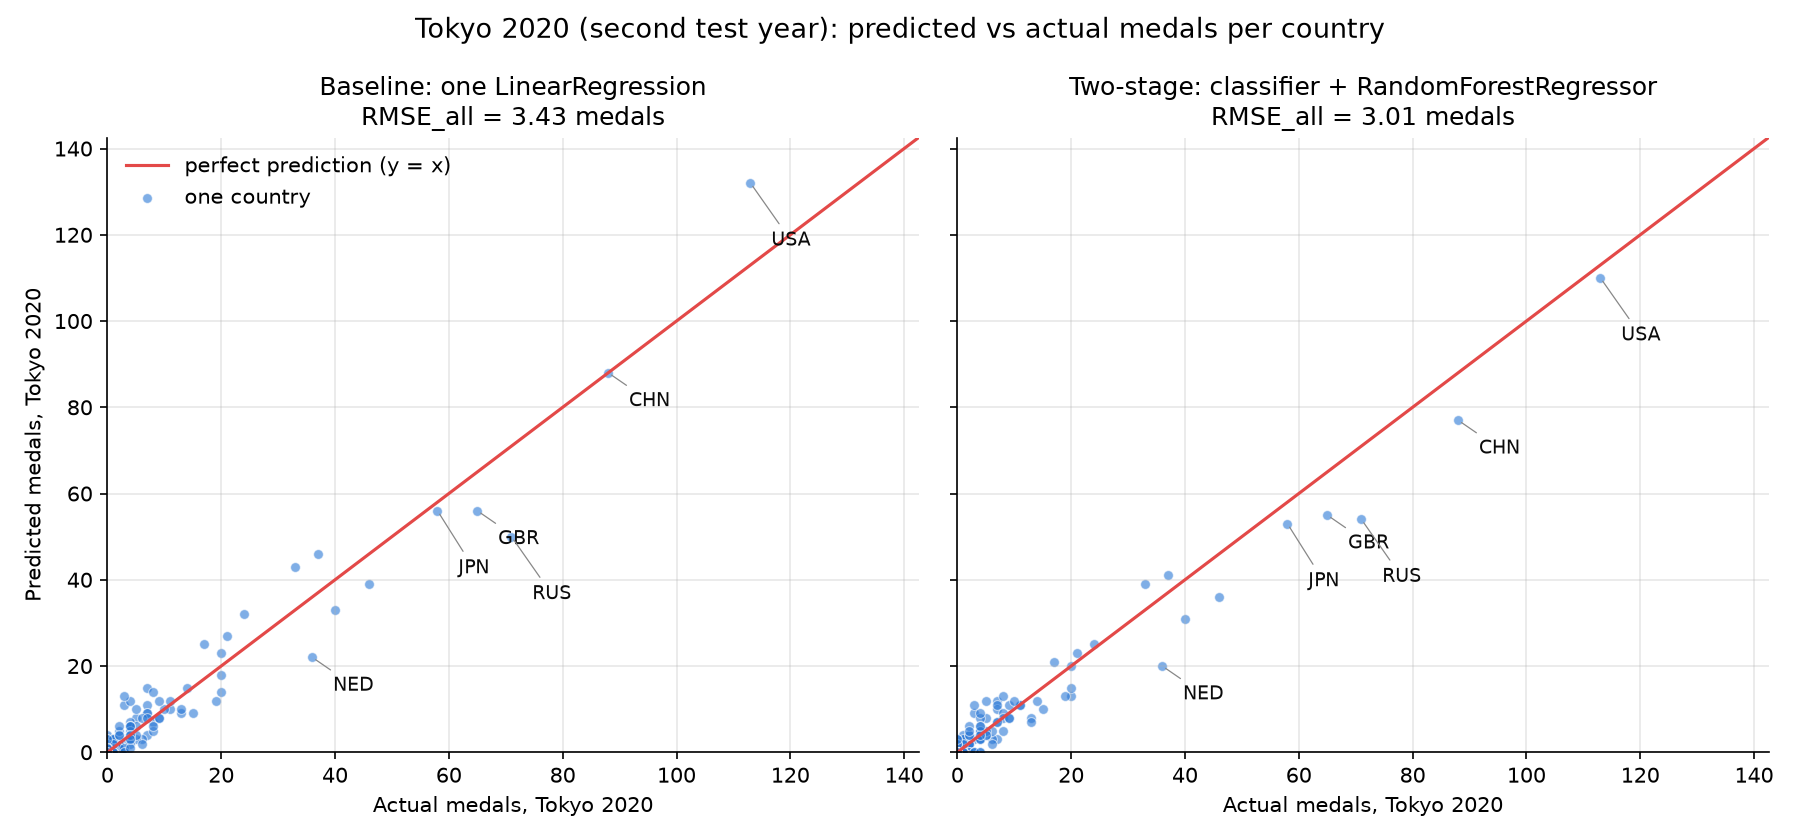 Tokyo 2020 (second test year): predicted vs actual medals per country
Baseline: one LinearRegression
RMSE_all = 3.43 medals
perfect prediction (y = x)
one country
Predicted medals, Tokyo 2020
140
120
100
80
60
40
20
0
USA
CHN
GBR
JPN
RUS
NED
0 20 40 60 80 100 120 140
Actual medals, Tokyo 2020
Two-stage: classifier + RandomForestRegressor
RMSE_all = 3.01 medals
USA
CHN
GBR
RUS
JPN
NED
0 20 40 60 80 100 120 140
Actual medals, Tokyo 2020